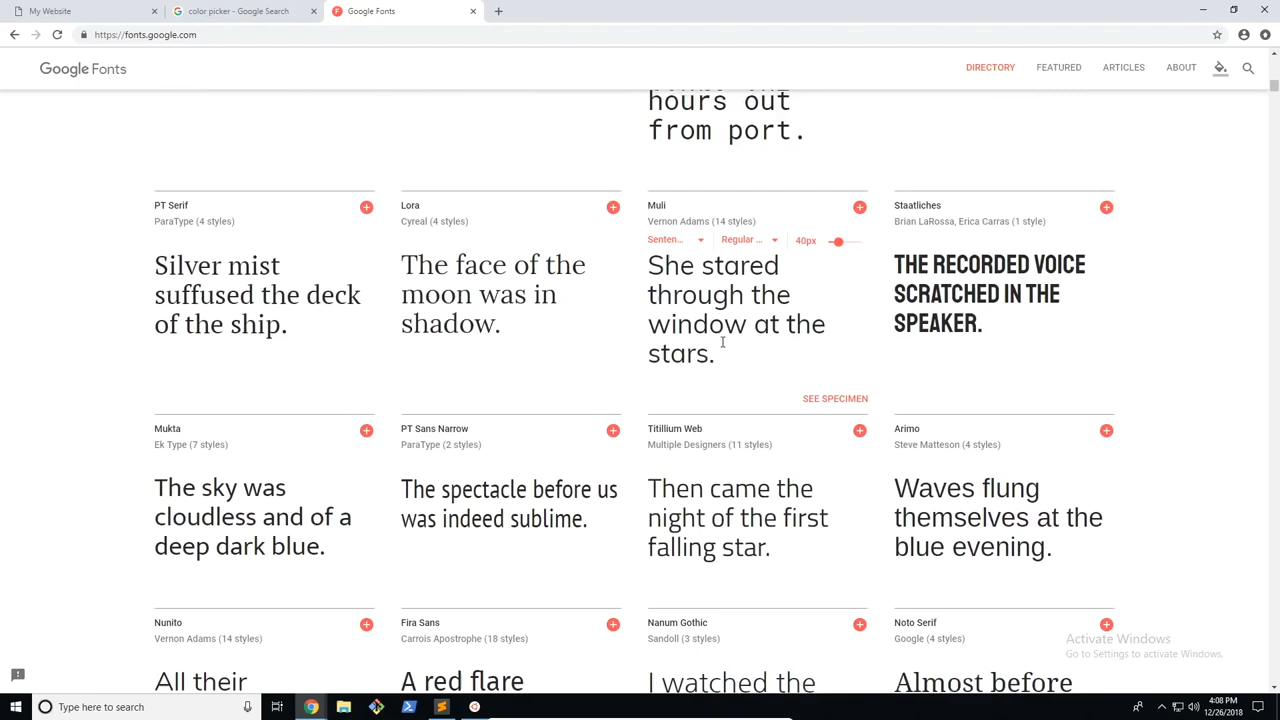 My Website
color picker - Google Search
Google Fonts
https://fonts.google.com
Google Fonts
DIRECTORY
FEATURED
ARTICLES
ABOUT
hours out
from port.
PT Serif
ParaType (4 styles)
Silver mist
suffused the deck
of the ship.
Lora
Cyreal (4 styles)
The face of the
moon was in
shadow.
Muli
Vernon Adams (14 styles)
Senten...
Regular ...
40px
She stared
through the
window at the
stars.
SEE SPECIMEN
Staatliches
Brian LaRossa, Erica Carras (1 style)
THE RECORDED VOICE
SCRATCHED IN THE
SPEAKER.
Mukta
Ek Type (7 styles)
The sky was
cloudless and of a
deep dark blue.
PT Sans Narrow
ParaType (2 styles)
The spectacle before us
was indeed sublime.
Titillium Web
Multiple Designers (11 styles)
Then came the
night of the first
falling star.
Arimo
Steve Matteson (4 styles)
Waves flung
themselves at the
blue evening.
Nunito
Vernon Adams (14 styles)
All their
Fira Sans
Carrois Apostrophe (18 styles)
A red flare
Nanum Gothic
Sandoll (3 styles)
I watched the
Noto Serif
Google (4 styles)
Almost before
Activate Windows
Go to Settings to activate Windows.
Type here to search
4:08 PM
12/26/2018